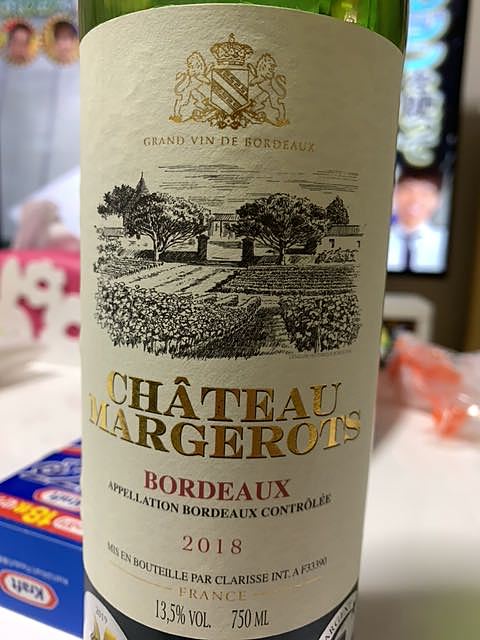 GRAND VIN DE BORDEAUX
CHÂTEAU
MARGEROTS
BORDEAUX
APPELLATION BORDEAUX CONTRÔLÉE
2018
MIS EN BOUTEILLE PAR CLARISSE INT. A F33390
FRANCE
13,5% VOL. 750 ML
2019
Kraft